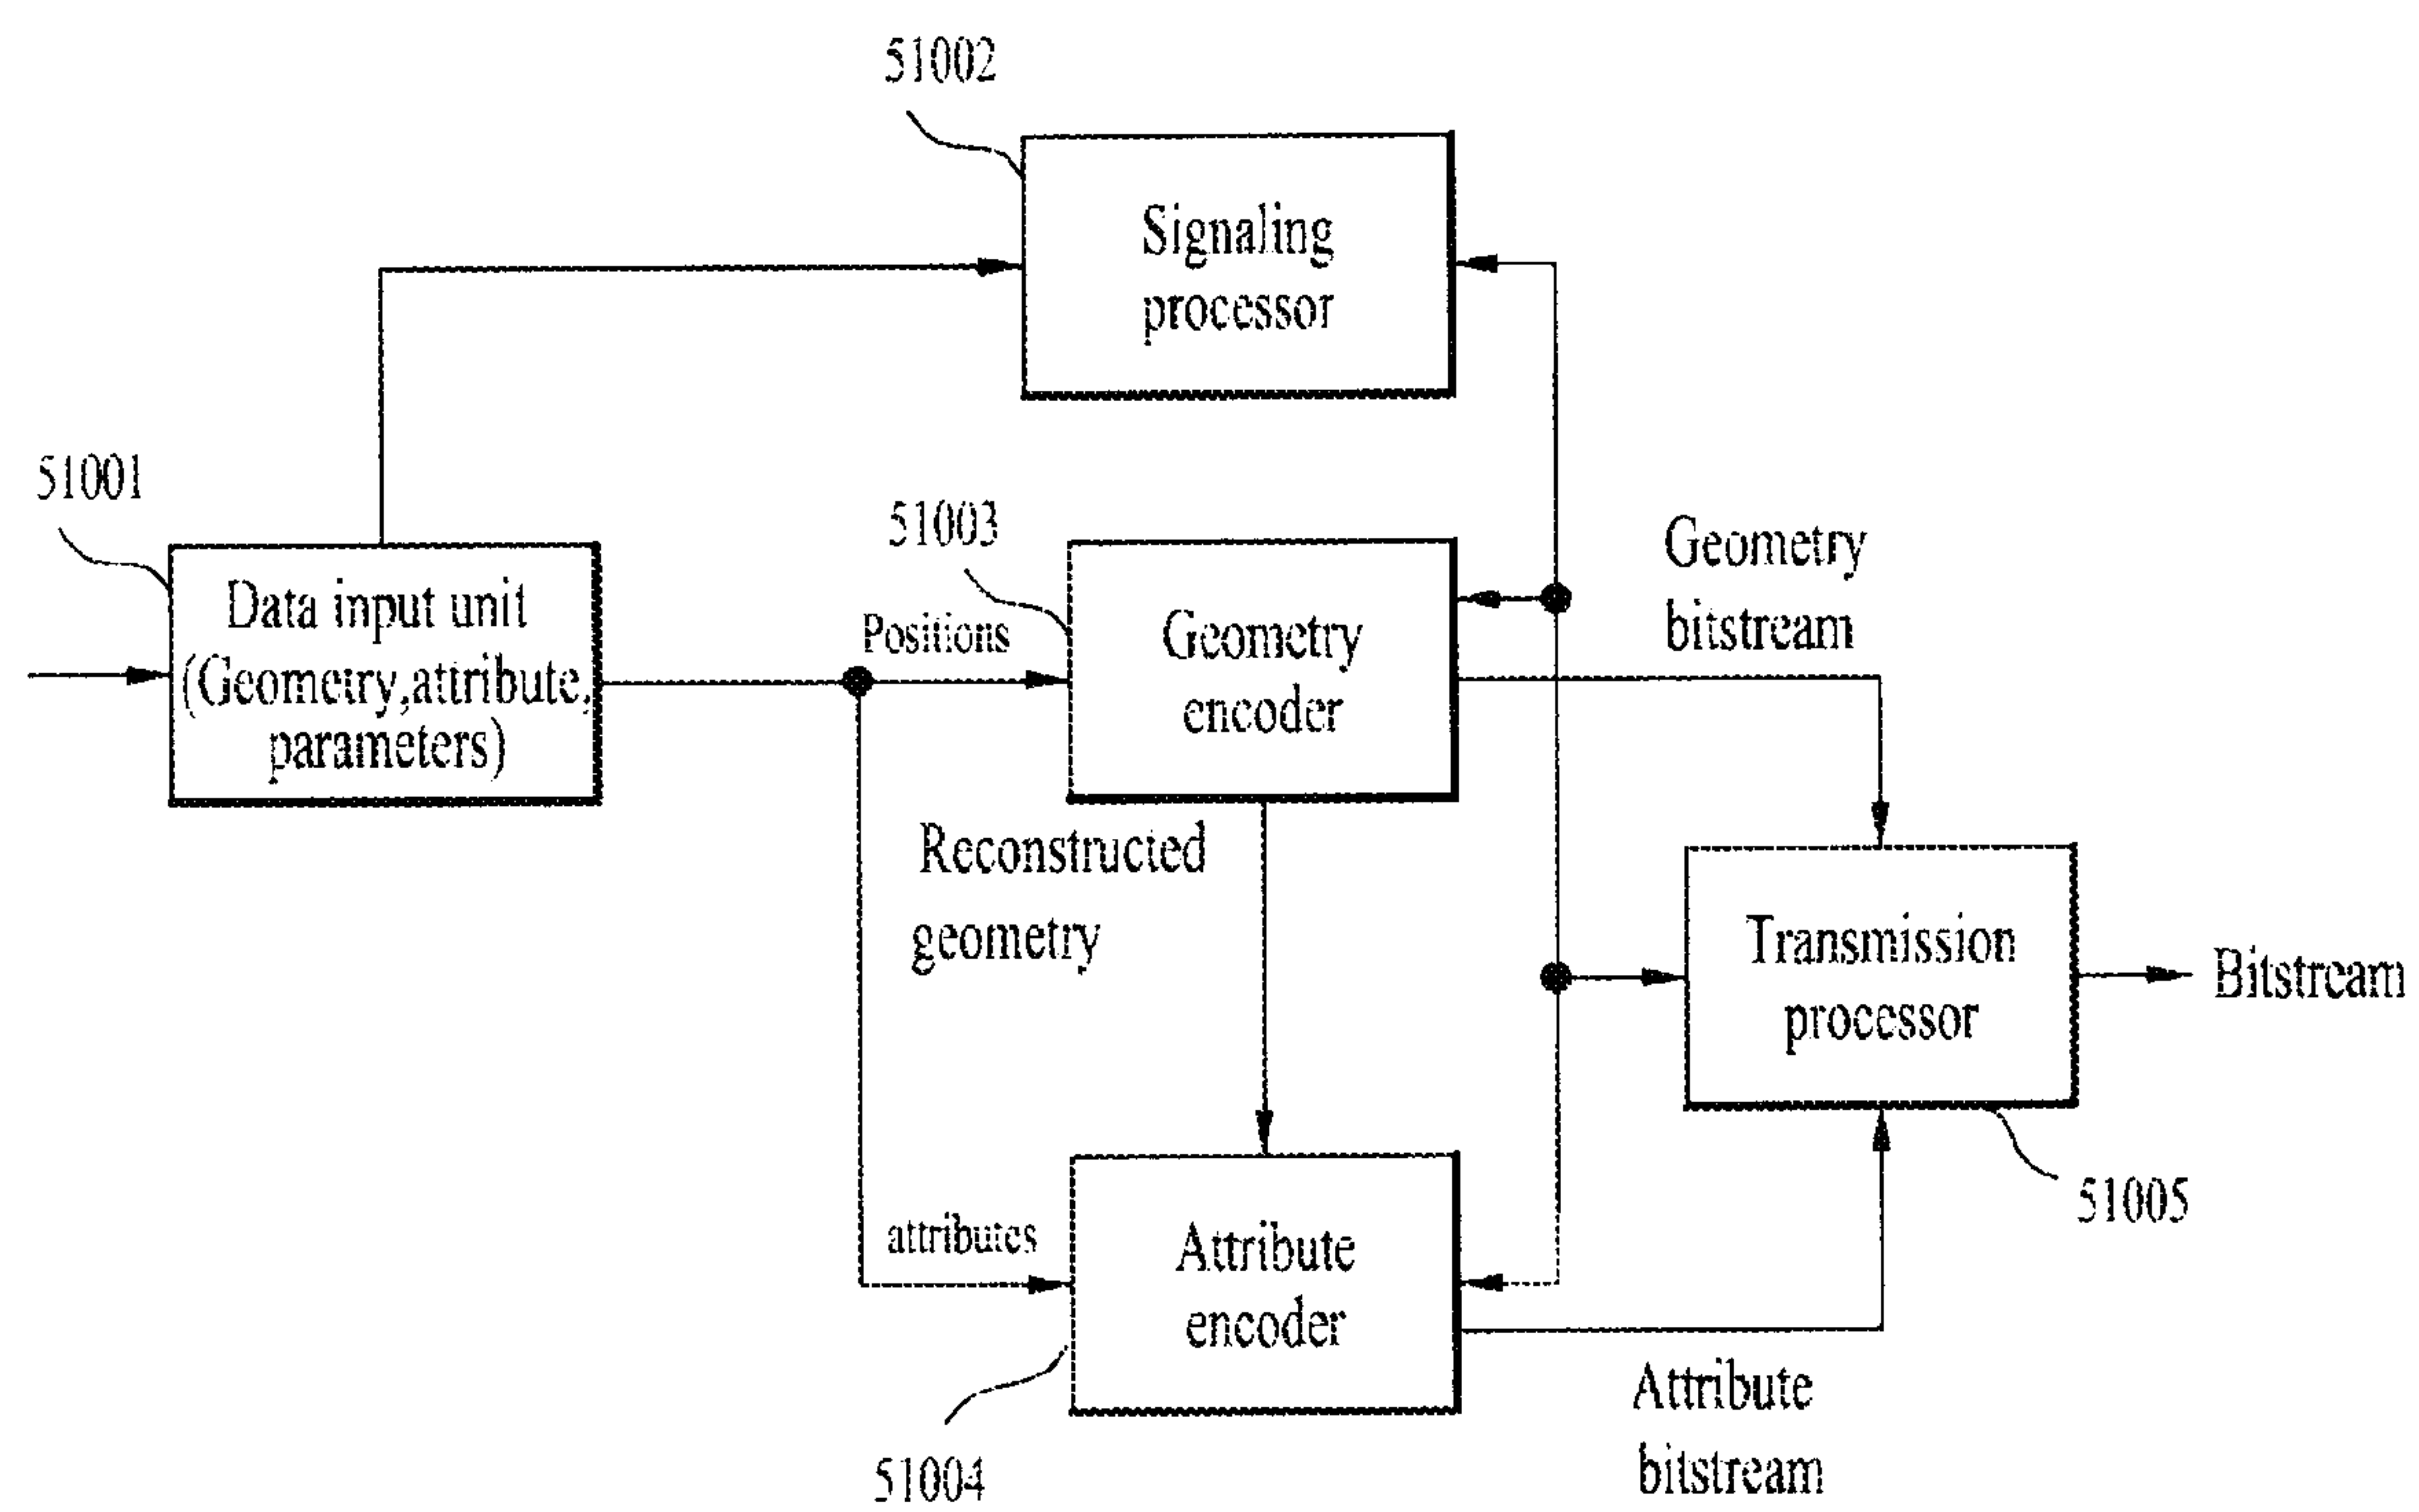 51002
Signaling
processor
51001
Data input unit
(Geometry,attribute,
parameters)
51003
Positions
Geometry
encoder
Geometry
bitstream
Reconstructed
geometry
Transmission
processor
Bitstream
51005
attributes
Attribute
encoder
51004
Attribute
bitstream